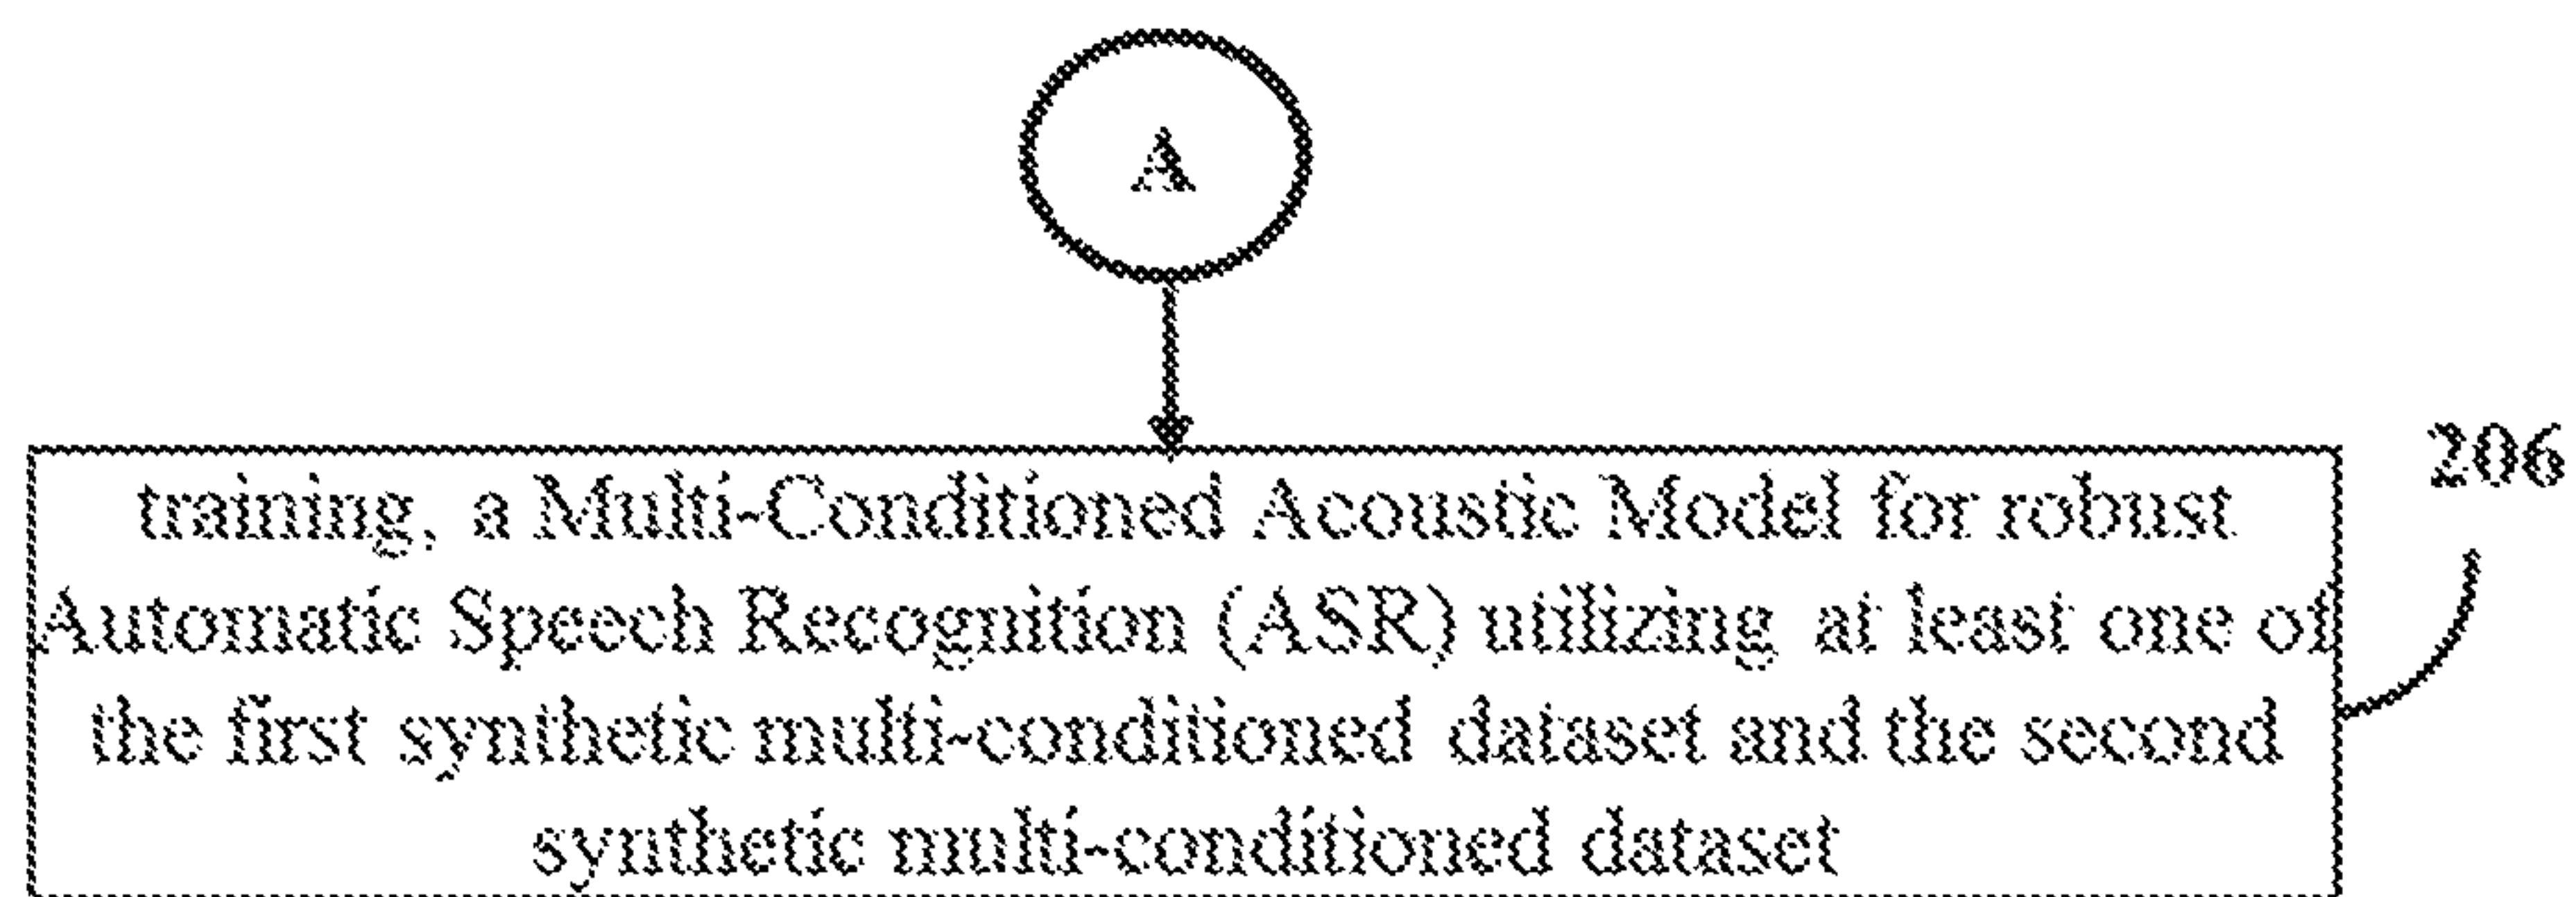 A
206
training, a Multi-Conditioned Acoustic Model for robust
Automatic Speech Recognition (ASR) utilizing at least one of
the first synthetic multi-conditioned dataset and the second
synthetic multi-conditioned dataset